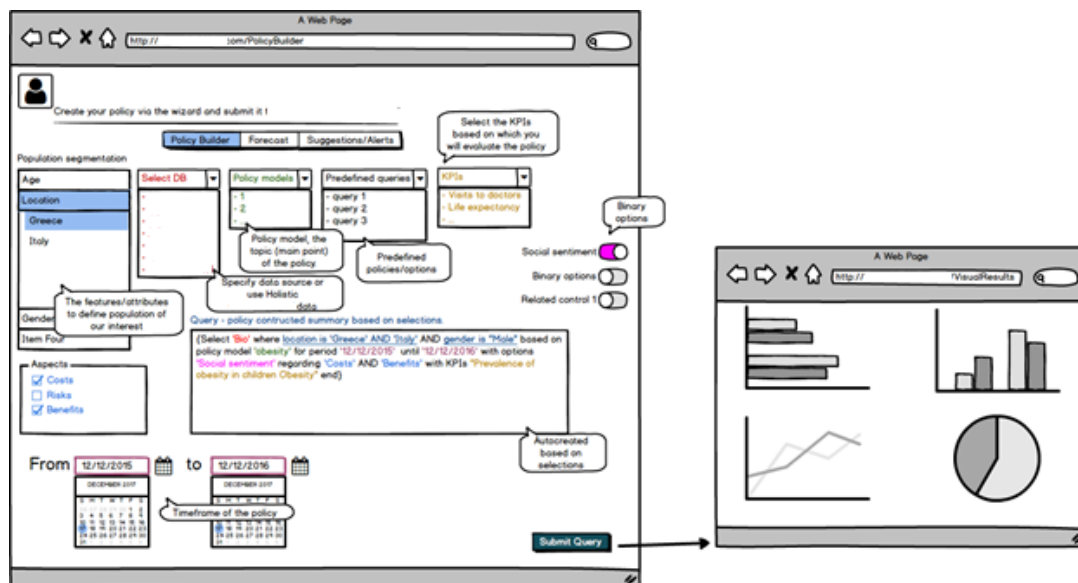 A Web Page
http:// .com/PolicyBuilder
Create your policy via the wizard and submit it !
Select the KPIs
based on which you
will evaluate the policy
Policy Builder Forecast Suggestions/Alerts
Population segmentation
Age
Location
Greece
Italy
Gender
Item Four
Select DB
Policy models
- 1
- 2
- ...
Predefined queries
- query 1
- query 2
- query 3
KPIs
- Visits to doctors
- Life expectancy
- ...
Binary
options
Policy model, the
topic (main point)
of the policy
Predefined
policies/options
Social sentiment
Binary options
Related control 1
Specify data source or
use Holistic
data
The features/attributes
to define population of
our interest
Query - policy contructed summary based on selections.
{Select 'Bio' where location is 'Greece' AND 'Italy' AND gender is "Male" based on
policy model 'obesity' for period '12/12/2015' until '12/12/2016' with options
'Social sentiment' regarding 'Costs' AND 'Benefits' with KPIs "Prevalence of
obesity in children Obesity" end}
Aspects
Costs
Risks
Benefits
Autocreated
based on
selections
From 12/12/2015 to 12/12/2016
DECEMBER 2017 DECEMBER 2017
S M T W T F S
Timeframe of the policy
Submit Query
A Web Page
http:// /VisualResults